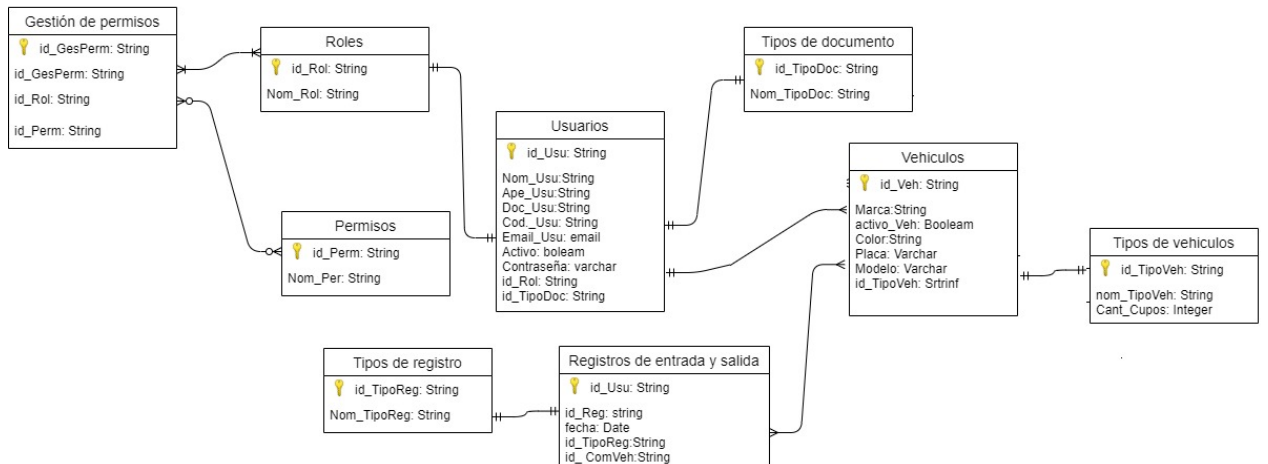 Gestión de permisos
id_GesPerm: String
id_GesPerm: String
id_Rol: String
id_Perm: String
Roles
id_Rol: String
Nom_Rol: String
Permisos
id_Perm: String
Nom_Per: String
Usuarios
id_Usu: String
Nom_Usu:String
Ape_Usu:String
Doc_Usu:String
Cod._Usu: String
Email_Usu: email
Activo: boleam
Contraseña: varchar
id_Rol: String
id_TipoDoc: String
Tipos de documento
id_TipoDoc: String
Nom_TipoDoc: String
Vehiculos
id_Veh: String
Marca:String
activo_Veh: Booleam
Color:String
Placa: Varchar
Modelo: Varchar
id_TipoVeh: Srtrinf
Tipos de vehiculos
id_TipoVeh: String
nom_TipoVeh: String
Cant_Cupos: Integer
Tipos de registro
id_TipoReg: String
Nom_TipoReg: String
Registros de entrada y salida
id_Usu: String
id_Reg: string
fecha: Date
id_TipoReg:String
id_ ComVeh:String